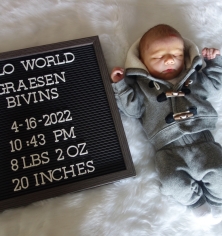 LO WORLD
GRAESEN
BIVINS
4-16-2022
10:43 PM
8 LBS 2 OZ
20 INCHES